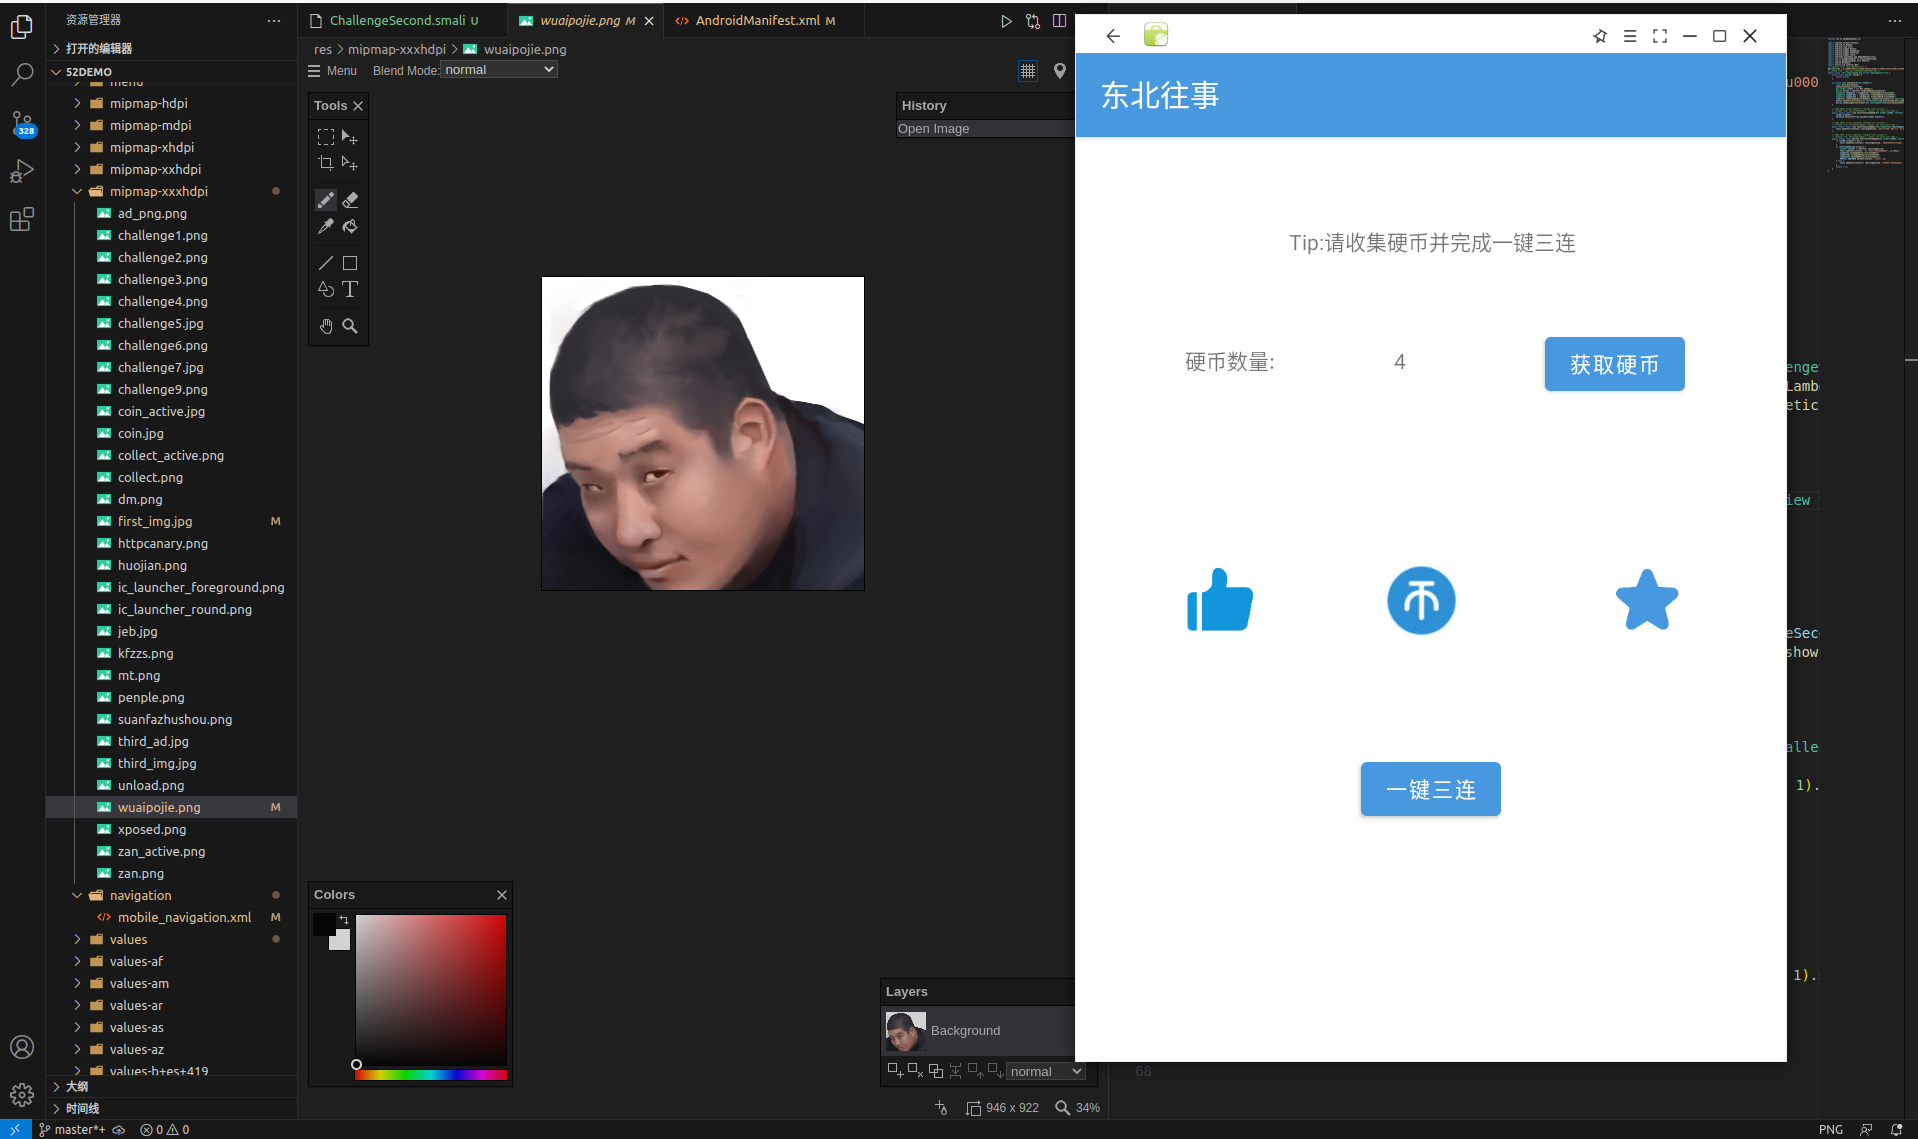 资源管理器
打开的编辑器
52DEMO
menu
mipmap-hdpi
mipmap-mdpi
mipmap-xhdpi
mipmap-xxhdpi
mipmap-xxxhdpi
ad_png.png
challenge1.png
challenge2.png
challenge3.png
challenge4.png
challenge5.jpg
challenge6.png
challenge7.jpg
challenge9.png
coin_active.jpg
coin.jpg
collect_active.png
collect.png
dm.png
first_img.jpg M
httpcanary.png
huojian.png
ic_launcher_foreground.png
ic_launcher_round.png
jeb.jpg
kfzzs.png
mt.png
penple.png
suanfazhushou.png
third_ad.jpg
third_img.jpg
unload.png
wuaipojie.png M
xposed.png
zan_active.png
zan.png
navigation
mobile_navigation.xml M
values
values-af
values-am
values-ar
values-as
values-az
values-b+es+419
大纲
时间线
328
ChallengeSecond.smali U
wuaipojie.png M
AndroidManifest.xml M
res > mipmap-xxxhdpi > wuaipojie.png
Menu Blend Mode: normal
Tools
History
Open Image
Colors
Layers
Background
normal
946 x 922 34%
东北往事
Tip:请收集硬币并完成一键三连
硬币数量: 4 获取硬币
一键三连
u000
enge
Lamb
etic
iew
eSec
show
alle
1).
1).
68
master*+ 0 0
PNG